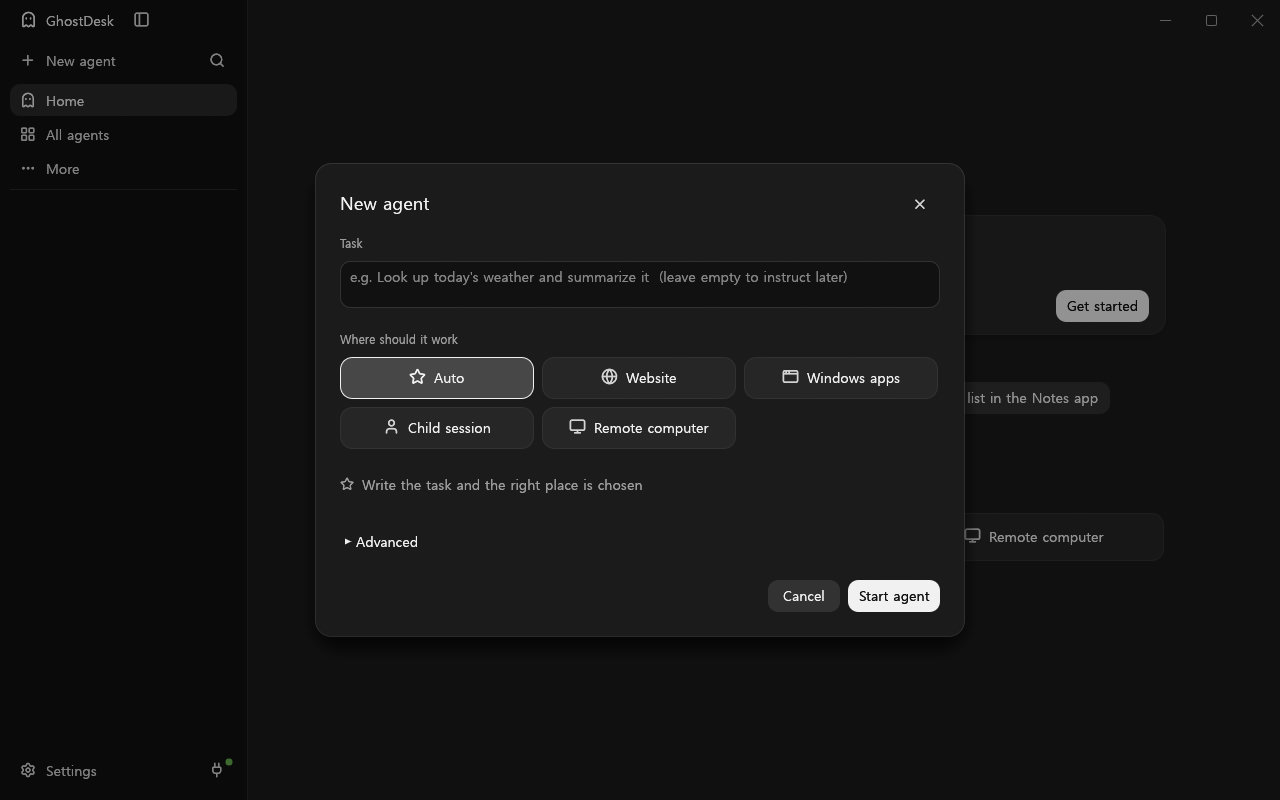 GhostDesk
New agent
Home
All agents
More
New agent
Task
e.g. Look up today's weather and summarize it (leave empty to instruct later)
Where should it work
Auto
Website
Windows apps
Child session
Remote computer
Write the task and the right place is chosen
Advanced
Cancel
Start agent
Get started
list in the Notes app
Remote computer
Settings